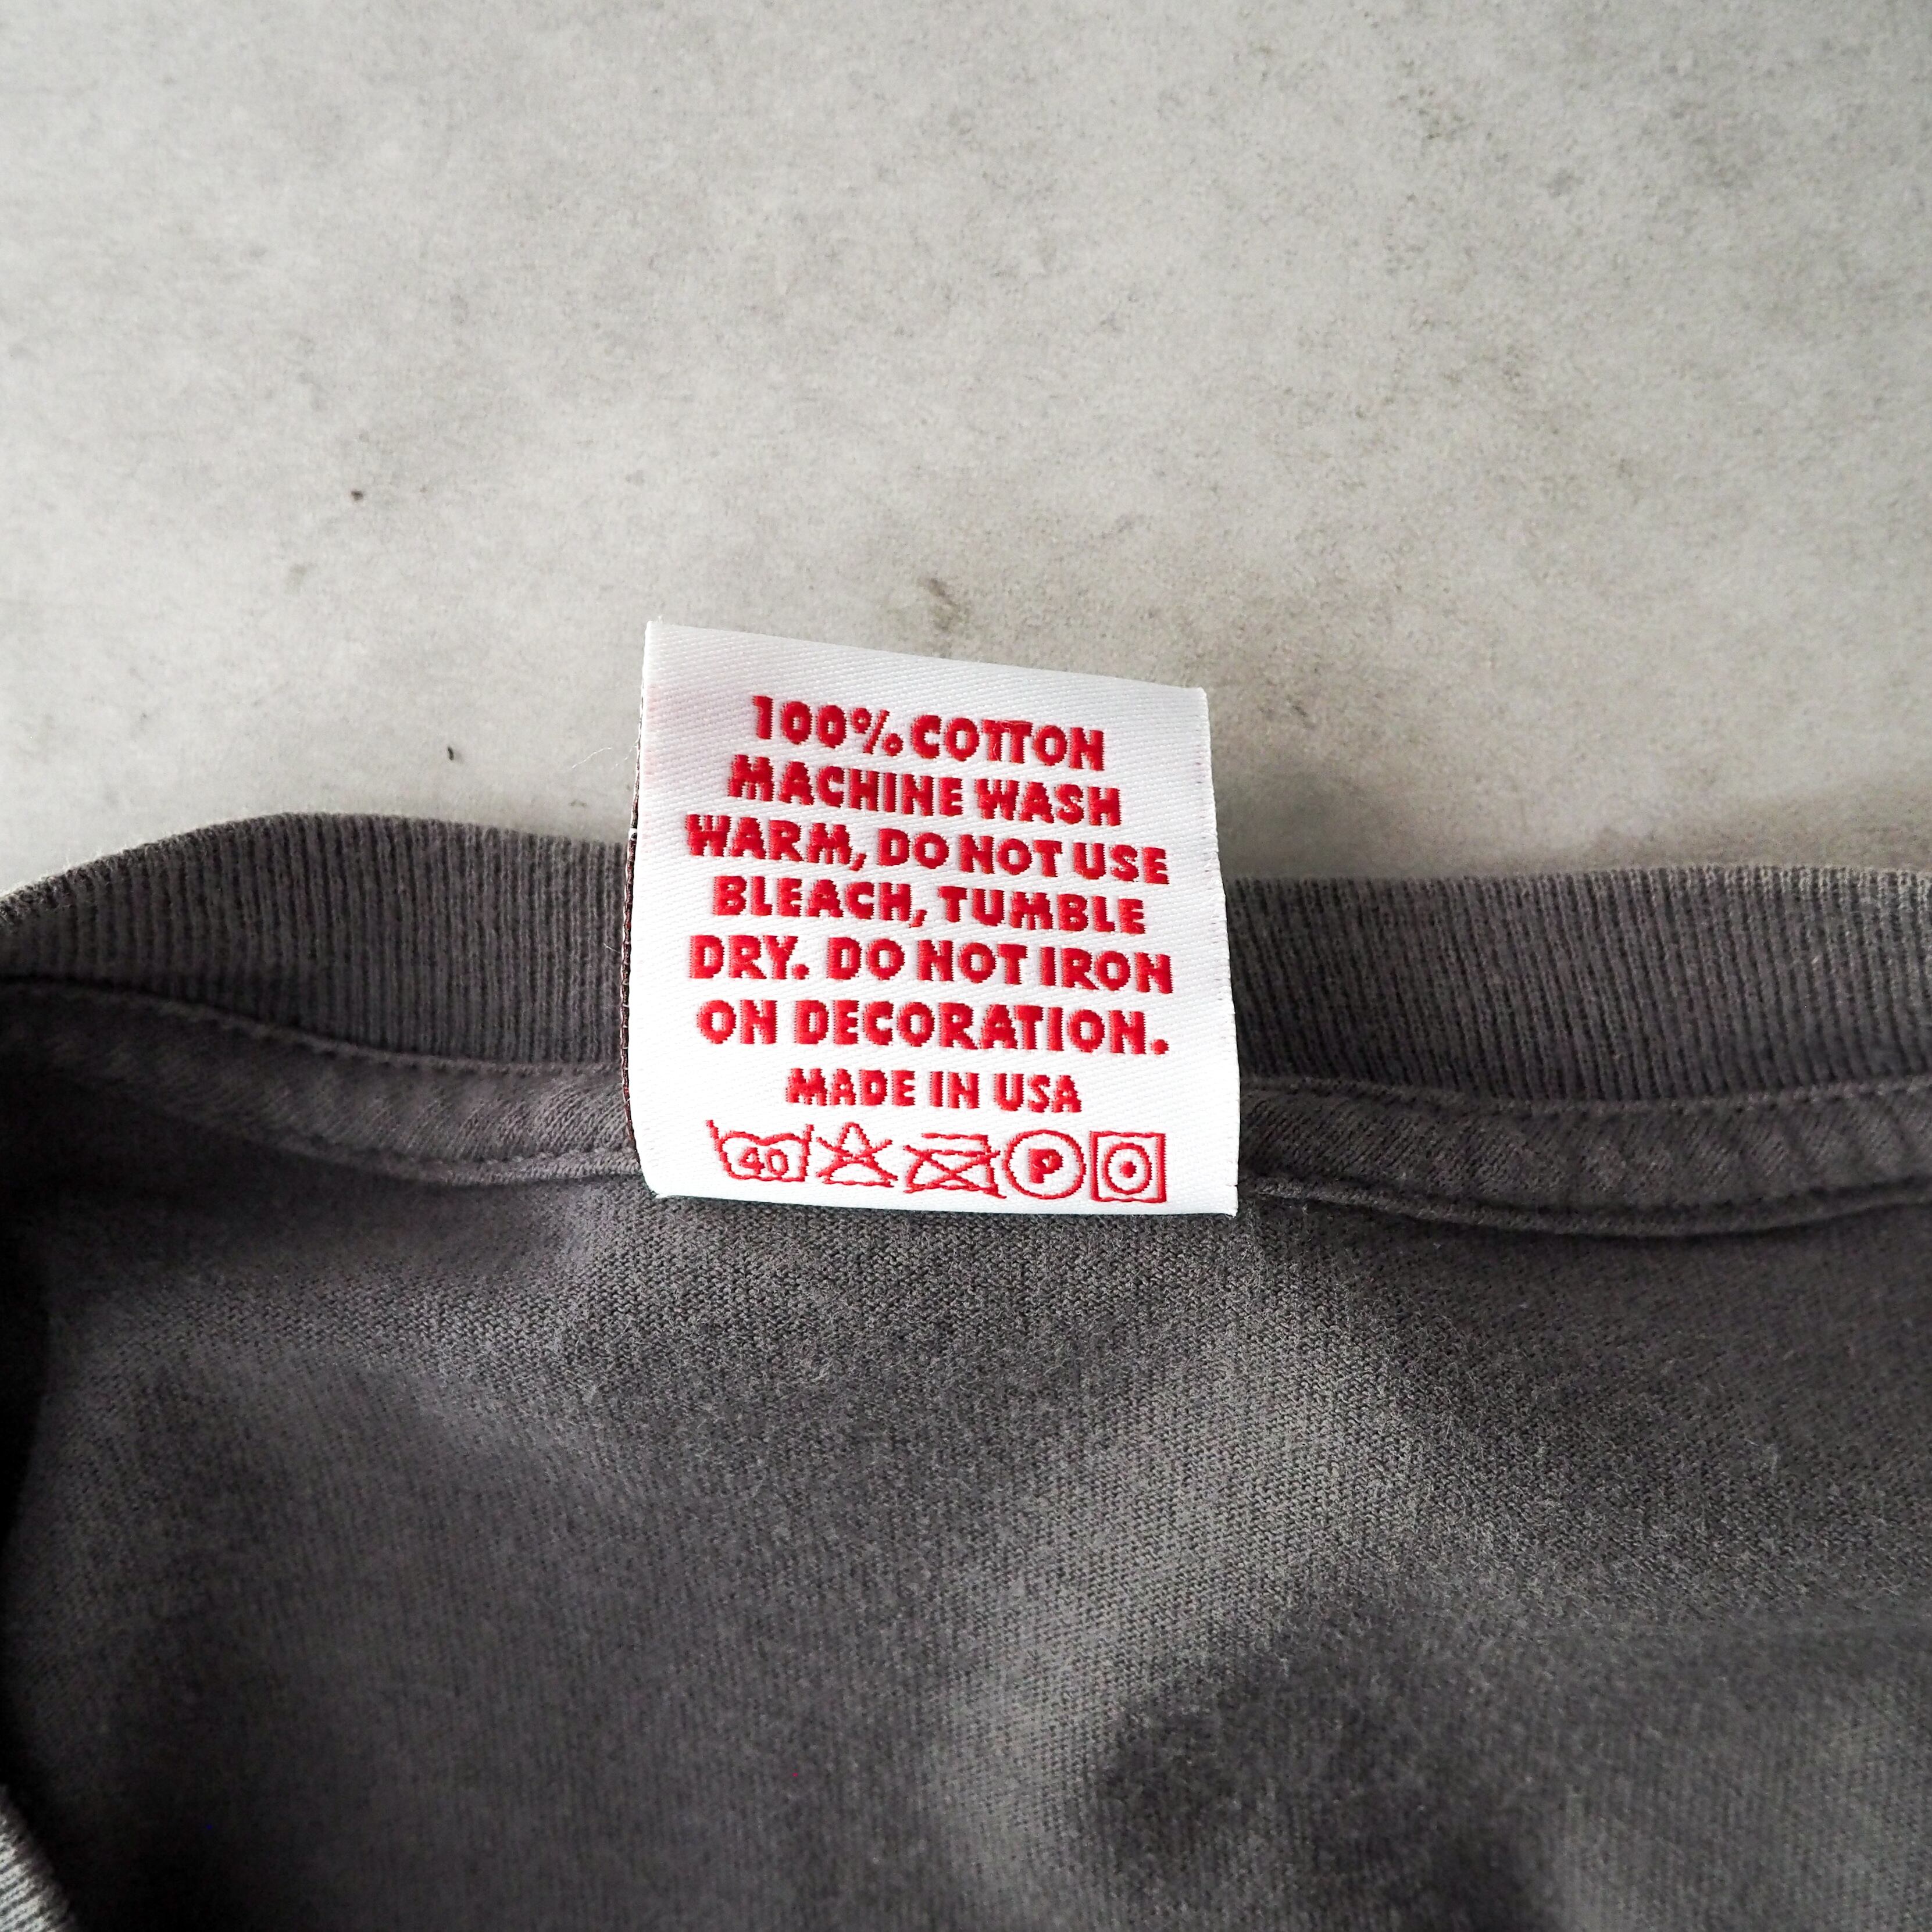 100% COTTON
MACHINE WASH
WARM, DO NOT USE
BLEACH, TUMBLE
DRY. DO NOT IRON
ON DECORATION.
MADE IN USA
40 P